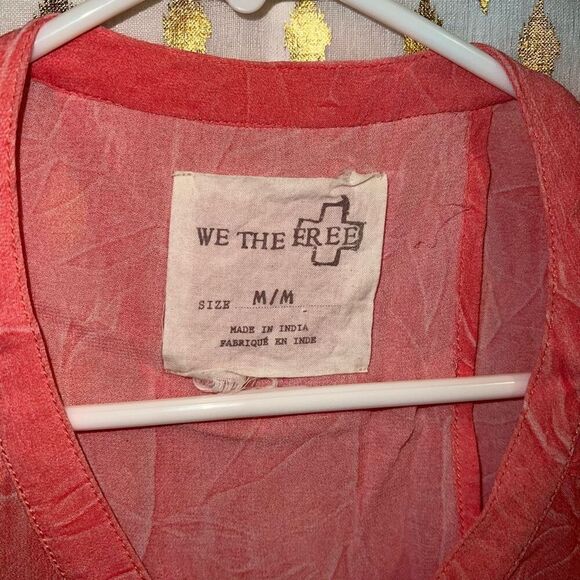 WE THE FREE
SIZE M/M
MADE IN INDIA
FABRIQUÉ EN INDE